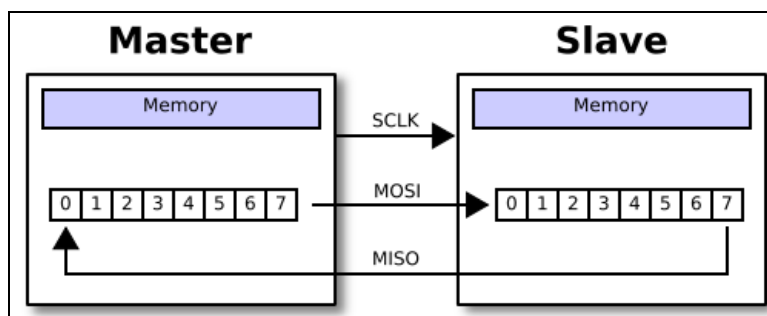 Master Slave
Memory Memory
SCLK
MOSI
0 1 2 3 4 5 6 7 0 1 2 3 4 5 6 7
MISO